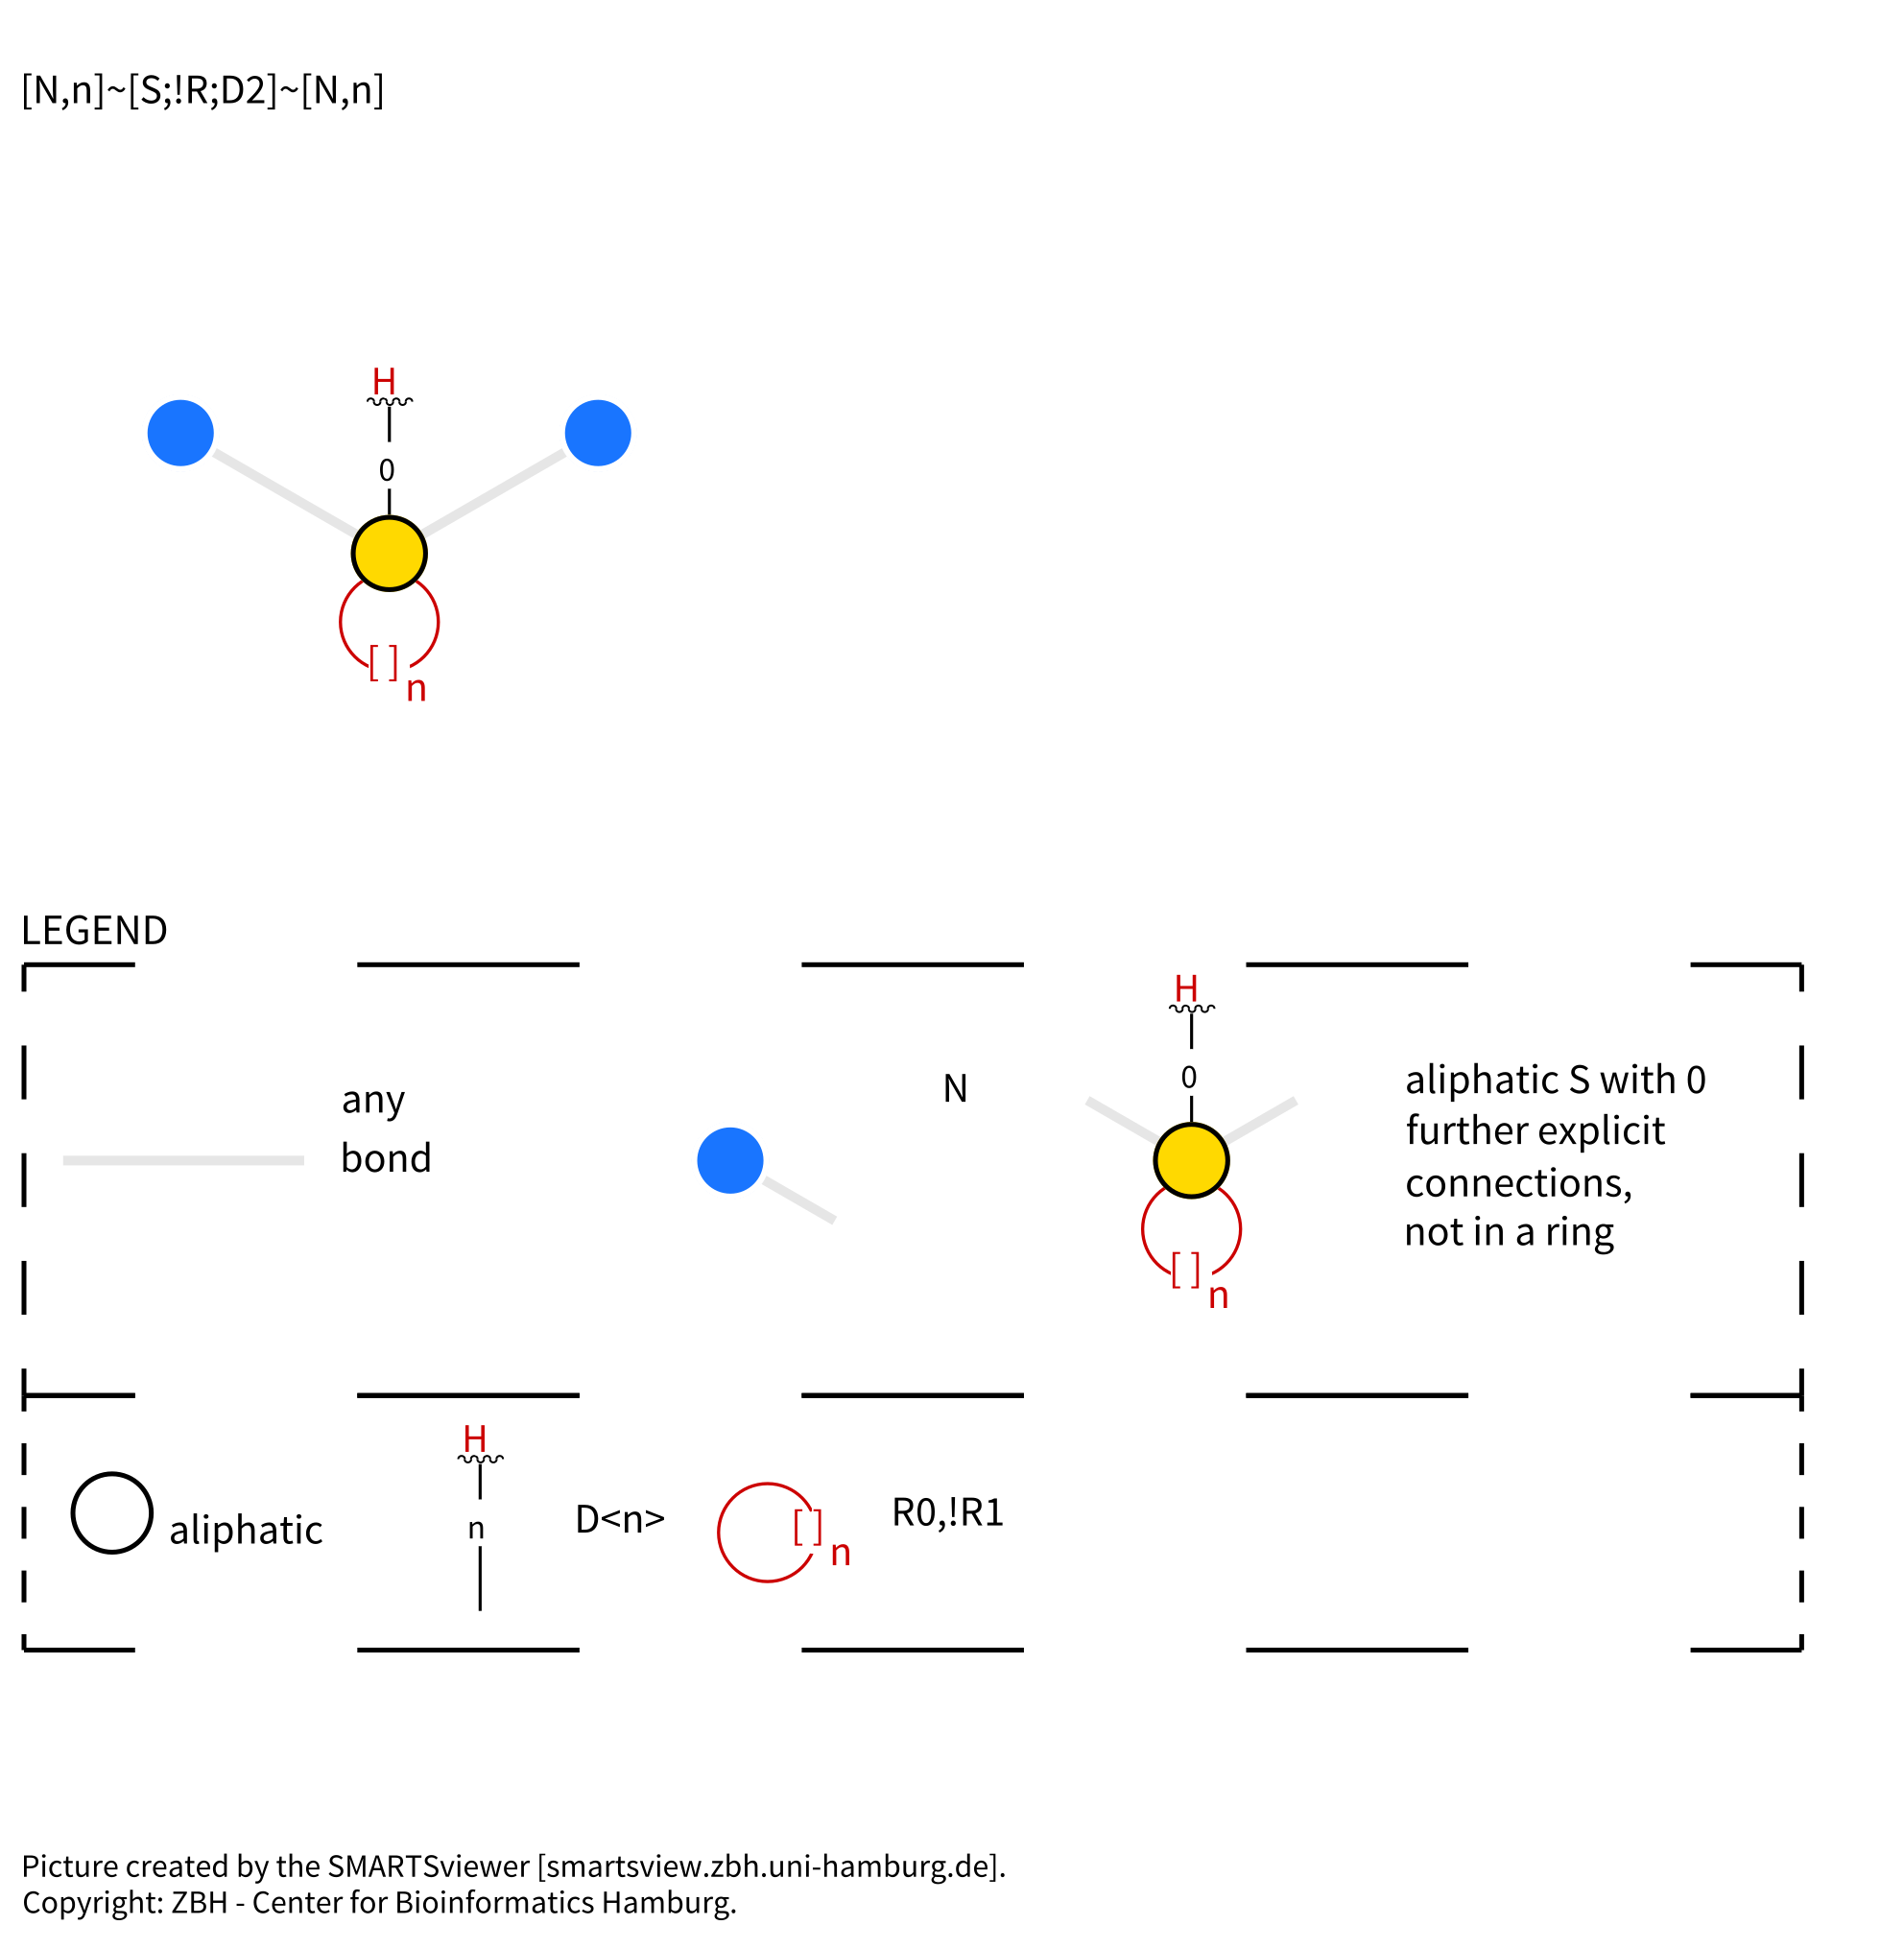 [N,n]~[S;!R;D2]~[N,n]
H
0
[ ]
n
LEGEND
any
bond
N
H
0
[ ]
n
aliphatic S with 0
further explicit
connections,
not in a ring
aliphatic
H
n
D<n>
[ ]
n
R0,!R1
Picture created by the SMARTSviewer [smartsview.zbh.uni-hamburg.de].
Copyright: ZBH - Center for Bioinformatics Hamburg.